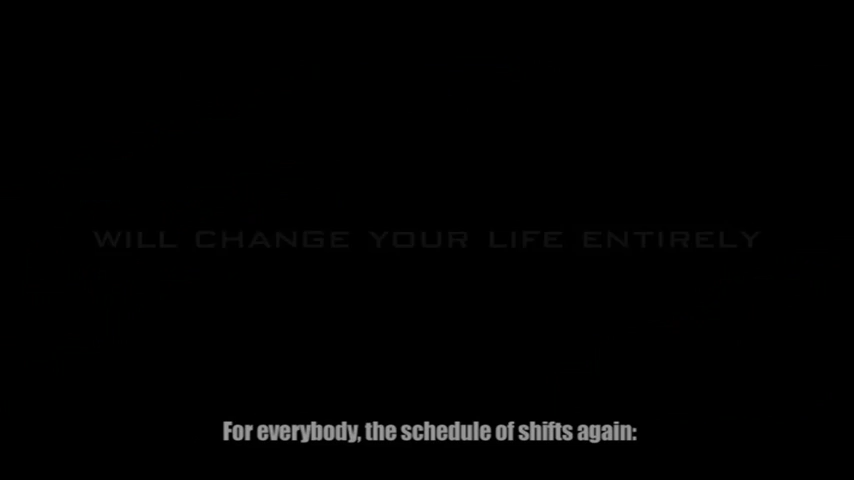 WILL CHANGE YOUR LIFE ENTIRELY
For everybody, the schedule of shifts again: